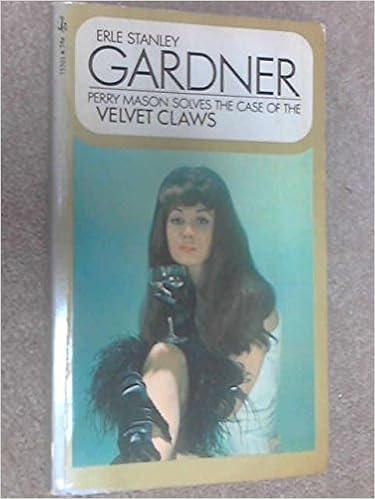 ERLE STANLEY
GARDNER
PERRY MASON SOLVES THE CASE OF THE
VELVET CLAWS